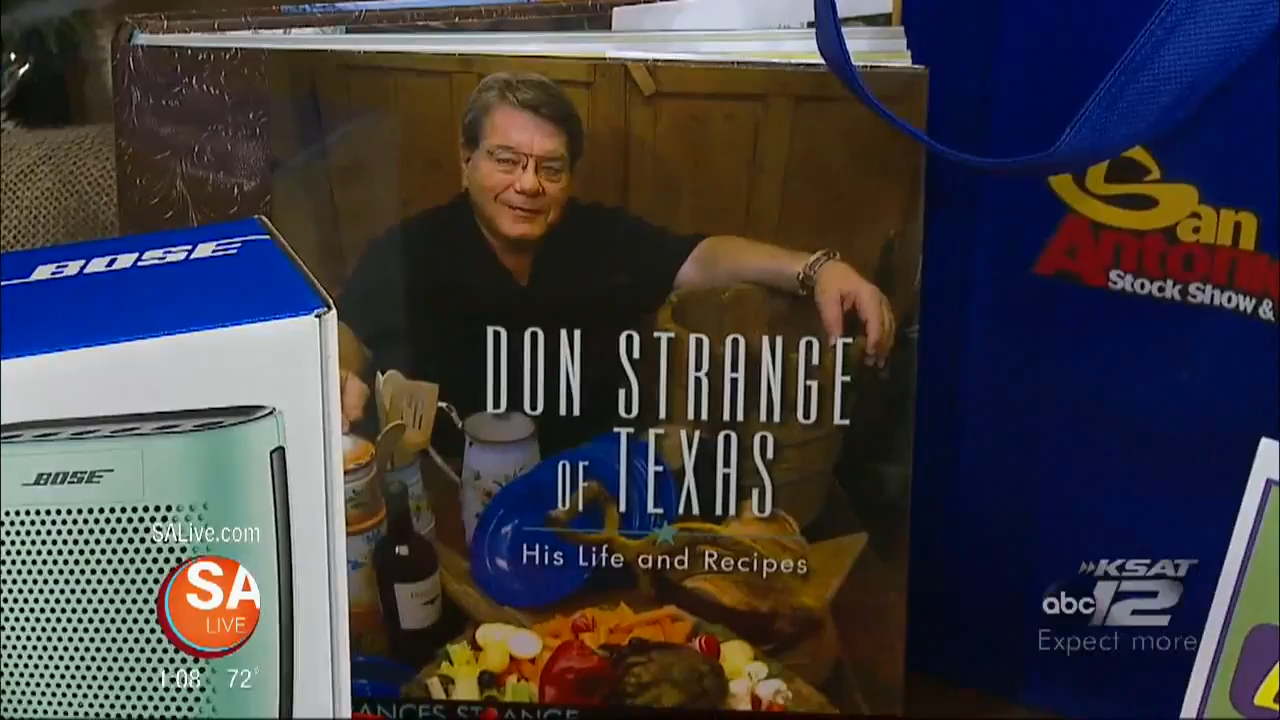 BOSE
BOSE
DON STRANGE
OF TEXAS
His Life and Recipes
San
Stock Show &
SALive.com
SA
LIVE
1:08 72°
KSAT
abc 12
Expect more